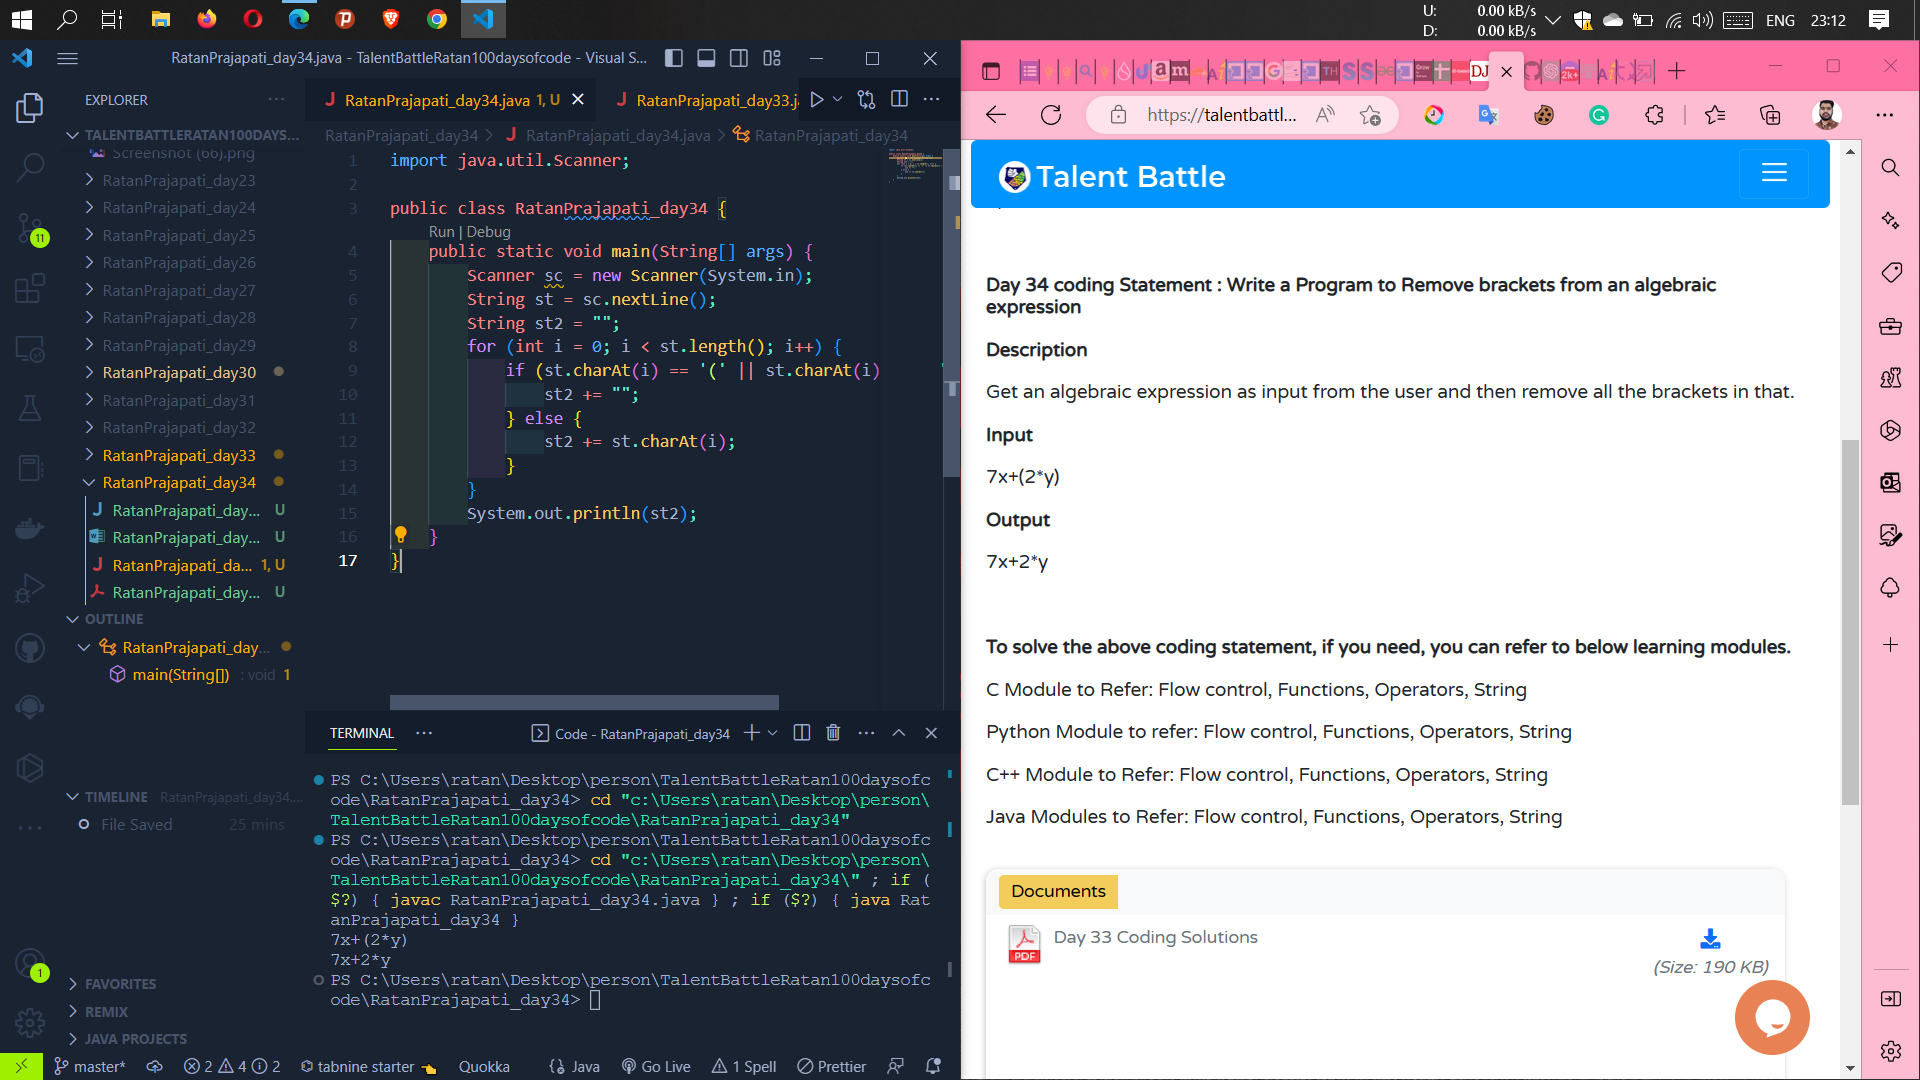 U: 0.00 kB/s
D: 0.00 kB/s
ENG 23:12
RatanPrajapati_day34.java - TalentBattleRatan100daysofcode - Visual S...
EXPLORER
TALENTBATTLERATAN100DAYS...
Screenshot (66).png
RatanPrajapati_day23
RatanPrajapati_day24
RatanPrajapati_day25
RatanPrajapati_day26
RatanPrajapati_day27
RatanPrajapati_day28
RatanPrajapati_day29
RatanPrajapati_day30
RatanPrajapati_day31
RatanPrajapati_day32
RatanPrajapati_day33
RatanPrajapati_day34
RatanPrajapati_day... U
RatanPrajapati_day... U
RatanPrajapati_da... 1, U
RatanPrajapati_day... U
OUTLINE
RatanPrajapati_day...
main(String[]) : void 1
TIMELINE RatanPrajapati_day34....
File Saved 25 mins
FAVORITES
REMIX
JAVA PROJECTS
11
1
RatanPrajapati_day34.java 1, U
RatanPrajapati_day33.j
RatanPrajapati_day34 > RatanPrajapati_day34.java > RatanPrajapati_day34
1 import java.util.Scanner;
2
3 public class RatanPrajapati_day34 {
Run | Debug
4 public static void main(String[] args) {
5 Scanner sc = new Scanner(System.in);
6 String st = sc.nextLine();
7 String st2 = "";
8 for (int i = 0; i < st.length(); i++) {
9 if (st.charAt(i) == '(' || st.charAt(i)
10 st2 += "";
11 } else {
12 st2 += st.charAt(i);
13 }
14 }
15 System.out.println(st2);
16 }
17 }
TERMINAL
Code - RatanPrajapati_day34
PS C:\Users\ratan\Desktop\person\TalentBattleRatan100daysofc
ode\RatanPrajapati_day34> cd "c:\Users\ratan\Desktop\person\
TalentBattleRatan100daysofcode\RatanPrajapati_day34"
PS C:\Users\ratan\Desktop\person\TalentBattleRatan100daysofc
ode\RatanPrajapati_day34> cd "c:\Users\ratan\Desktop\person\
TalentBattleRatan100daysofcode\RatanPrajapati_day34\" ; if (
$?) { javac RatanPrajapati_day34.java } ; if ($?) { java Rat
anPrajapati_day34 }
7x+(2*y)
7x+2*y
PS C:\Users\ratan\Desktop\person\TalentBattleRatan100daysofc
ode\RatanPrajapati_day34>
master* 2 4 2 tabnine starter Quokka Java Go Live 1 Spell Prettier
https://talentbattl...
Talent Battle
Day 34 coding Statement : Write a Program to Remove brackets from an algebraic
expression
Description
Get an algebraic expression as input from the user and then remove all the brackets in that.
Input
7x+(2*y)
Output
7x+2*y
To solve the above coding statement, if you need, you can refer to below learning modules.
C Module to Refer: Flow control, Functions, Operators, String
Python Module to refer: Flow control, Functions, Operators, String
C++ Module to Refer: Flow control, Functions, Operators, String
Java Modules to Refer: Flow control, Functions, Operators, String
Documents
PDF
Day 33 Coding Solutions
(Size: 190 KB)